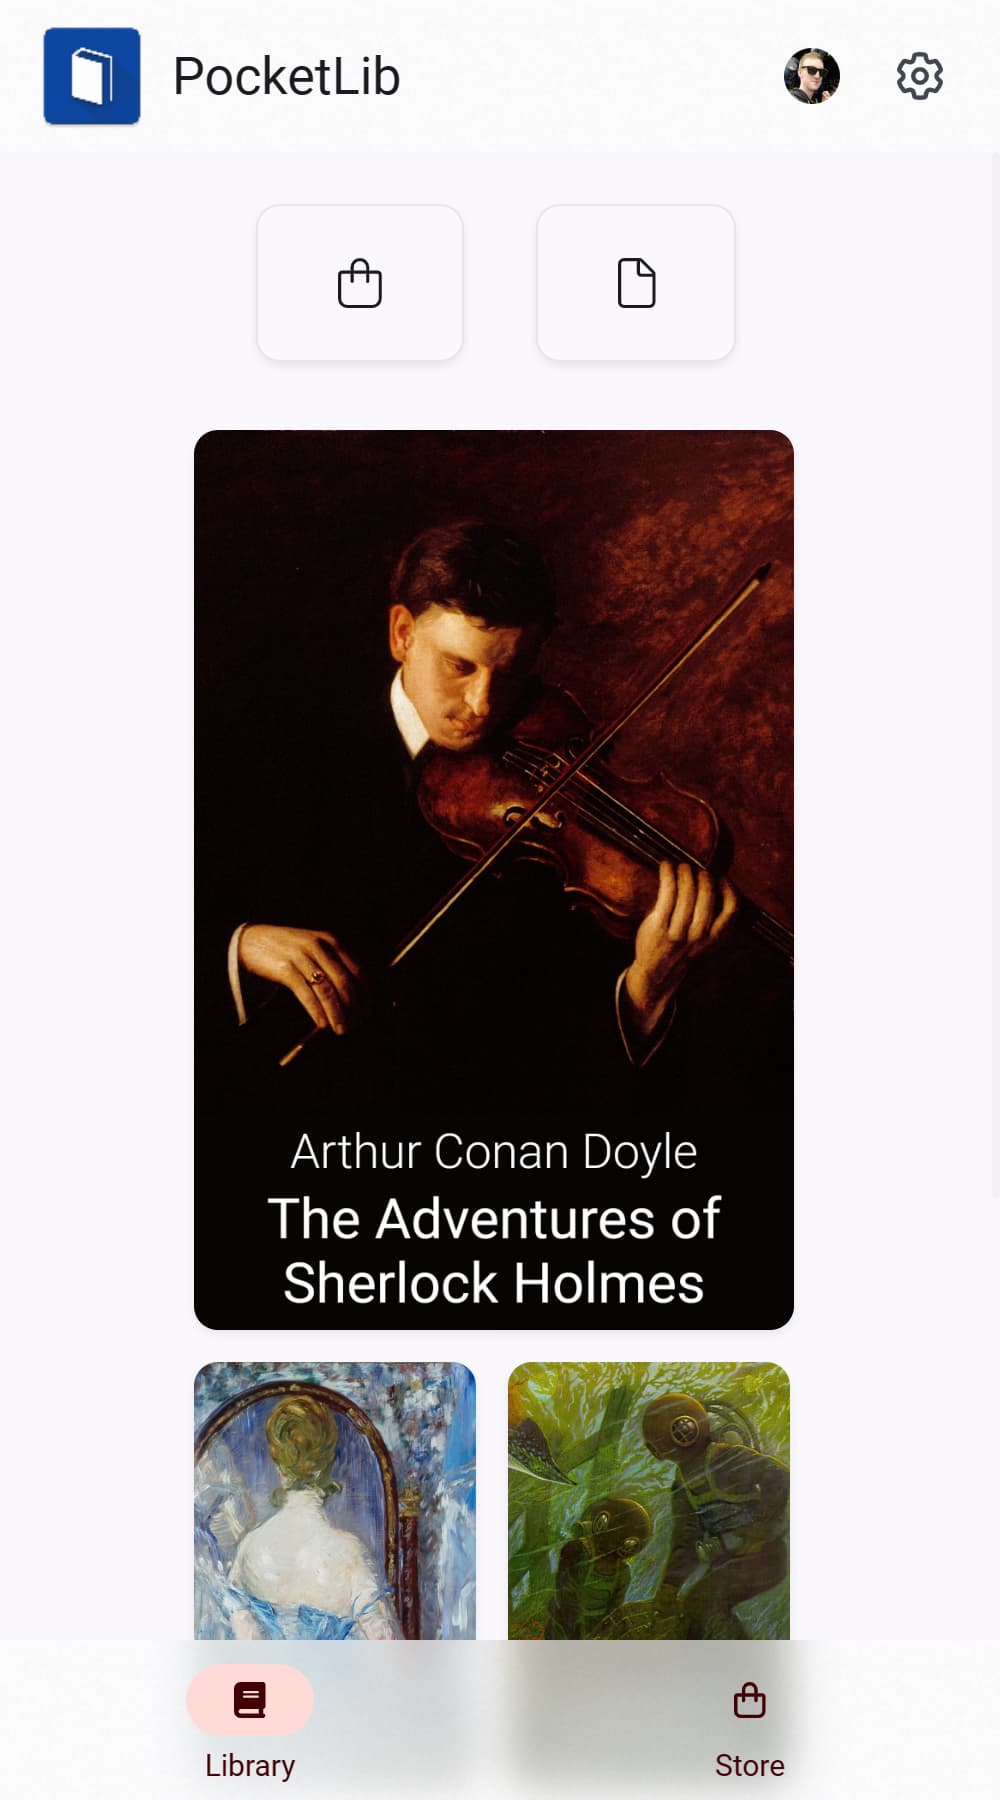 PocketLib
Arthur Conan Doyle
The Adventures of
Sherlock Holmes
Library
Store